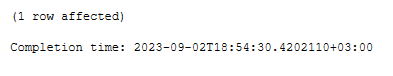 (1 row affected)
Completion time: 2023-09-02T18:54:30.4202110+03:00